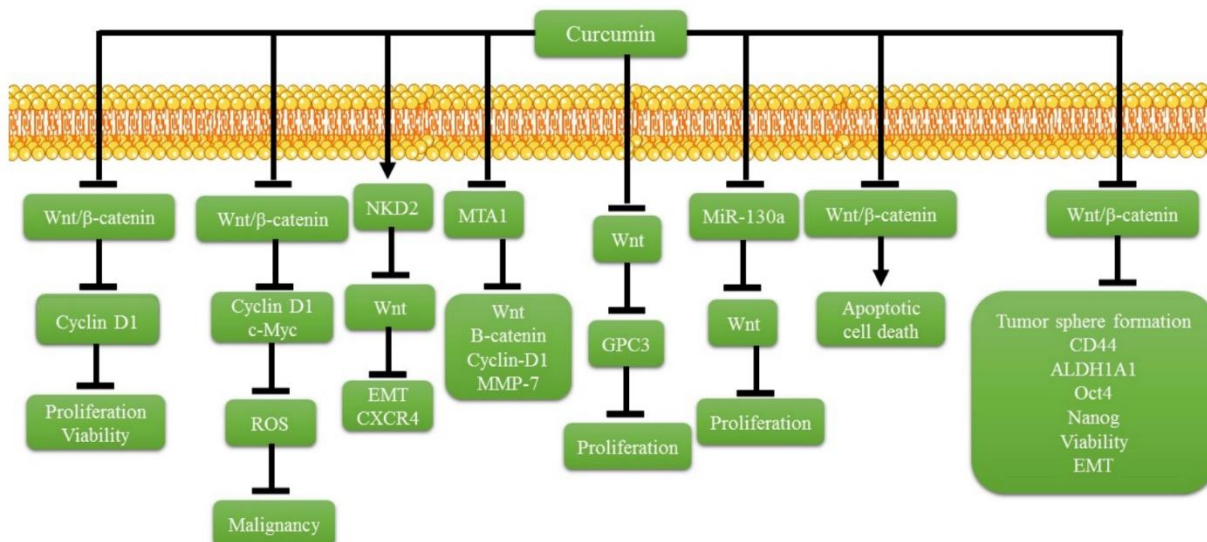 Curcumin
Wnt/β-catenin
Cyclin D1
Proliferation
Viability
Wnt/β-catenin
Cyclin D1
c-Myc
ROS
Malignancy
NKD2
Wnt
EMT
CXCR4
MTA1
Wnt
B-catenin
Cyclin-D1
MMP-7
Wnt
GPC3
Proliferation
MiR-130a
Wnt
Proliferation
Wnt/β-catenin
Apoptotic
cell death
Wnt/β-catenin
Tumor sphere formation
CD44
ALDH1A1
Oct4
Nanog
Viability
EMT